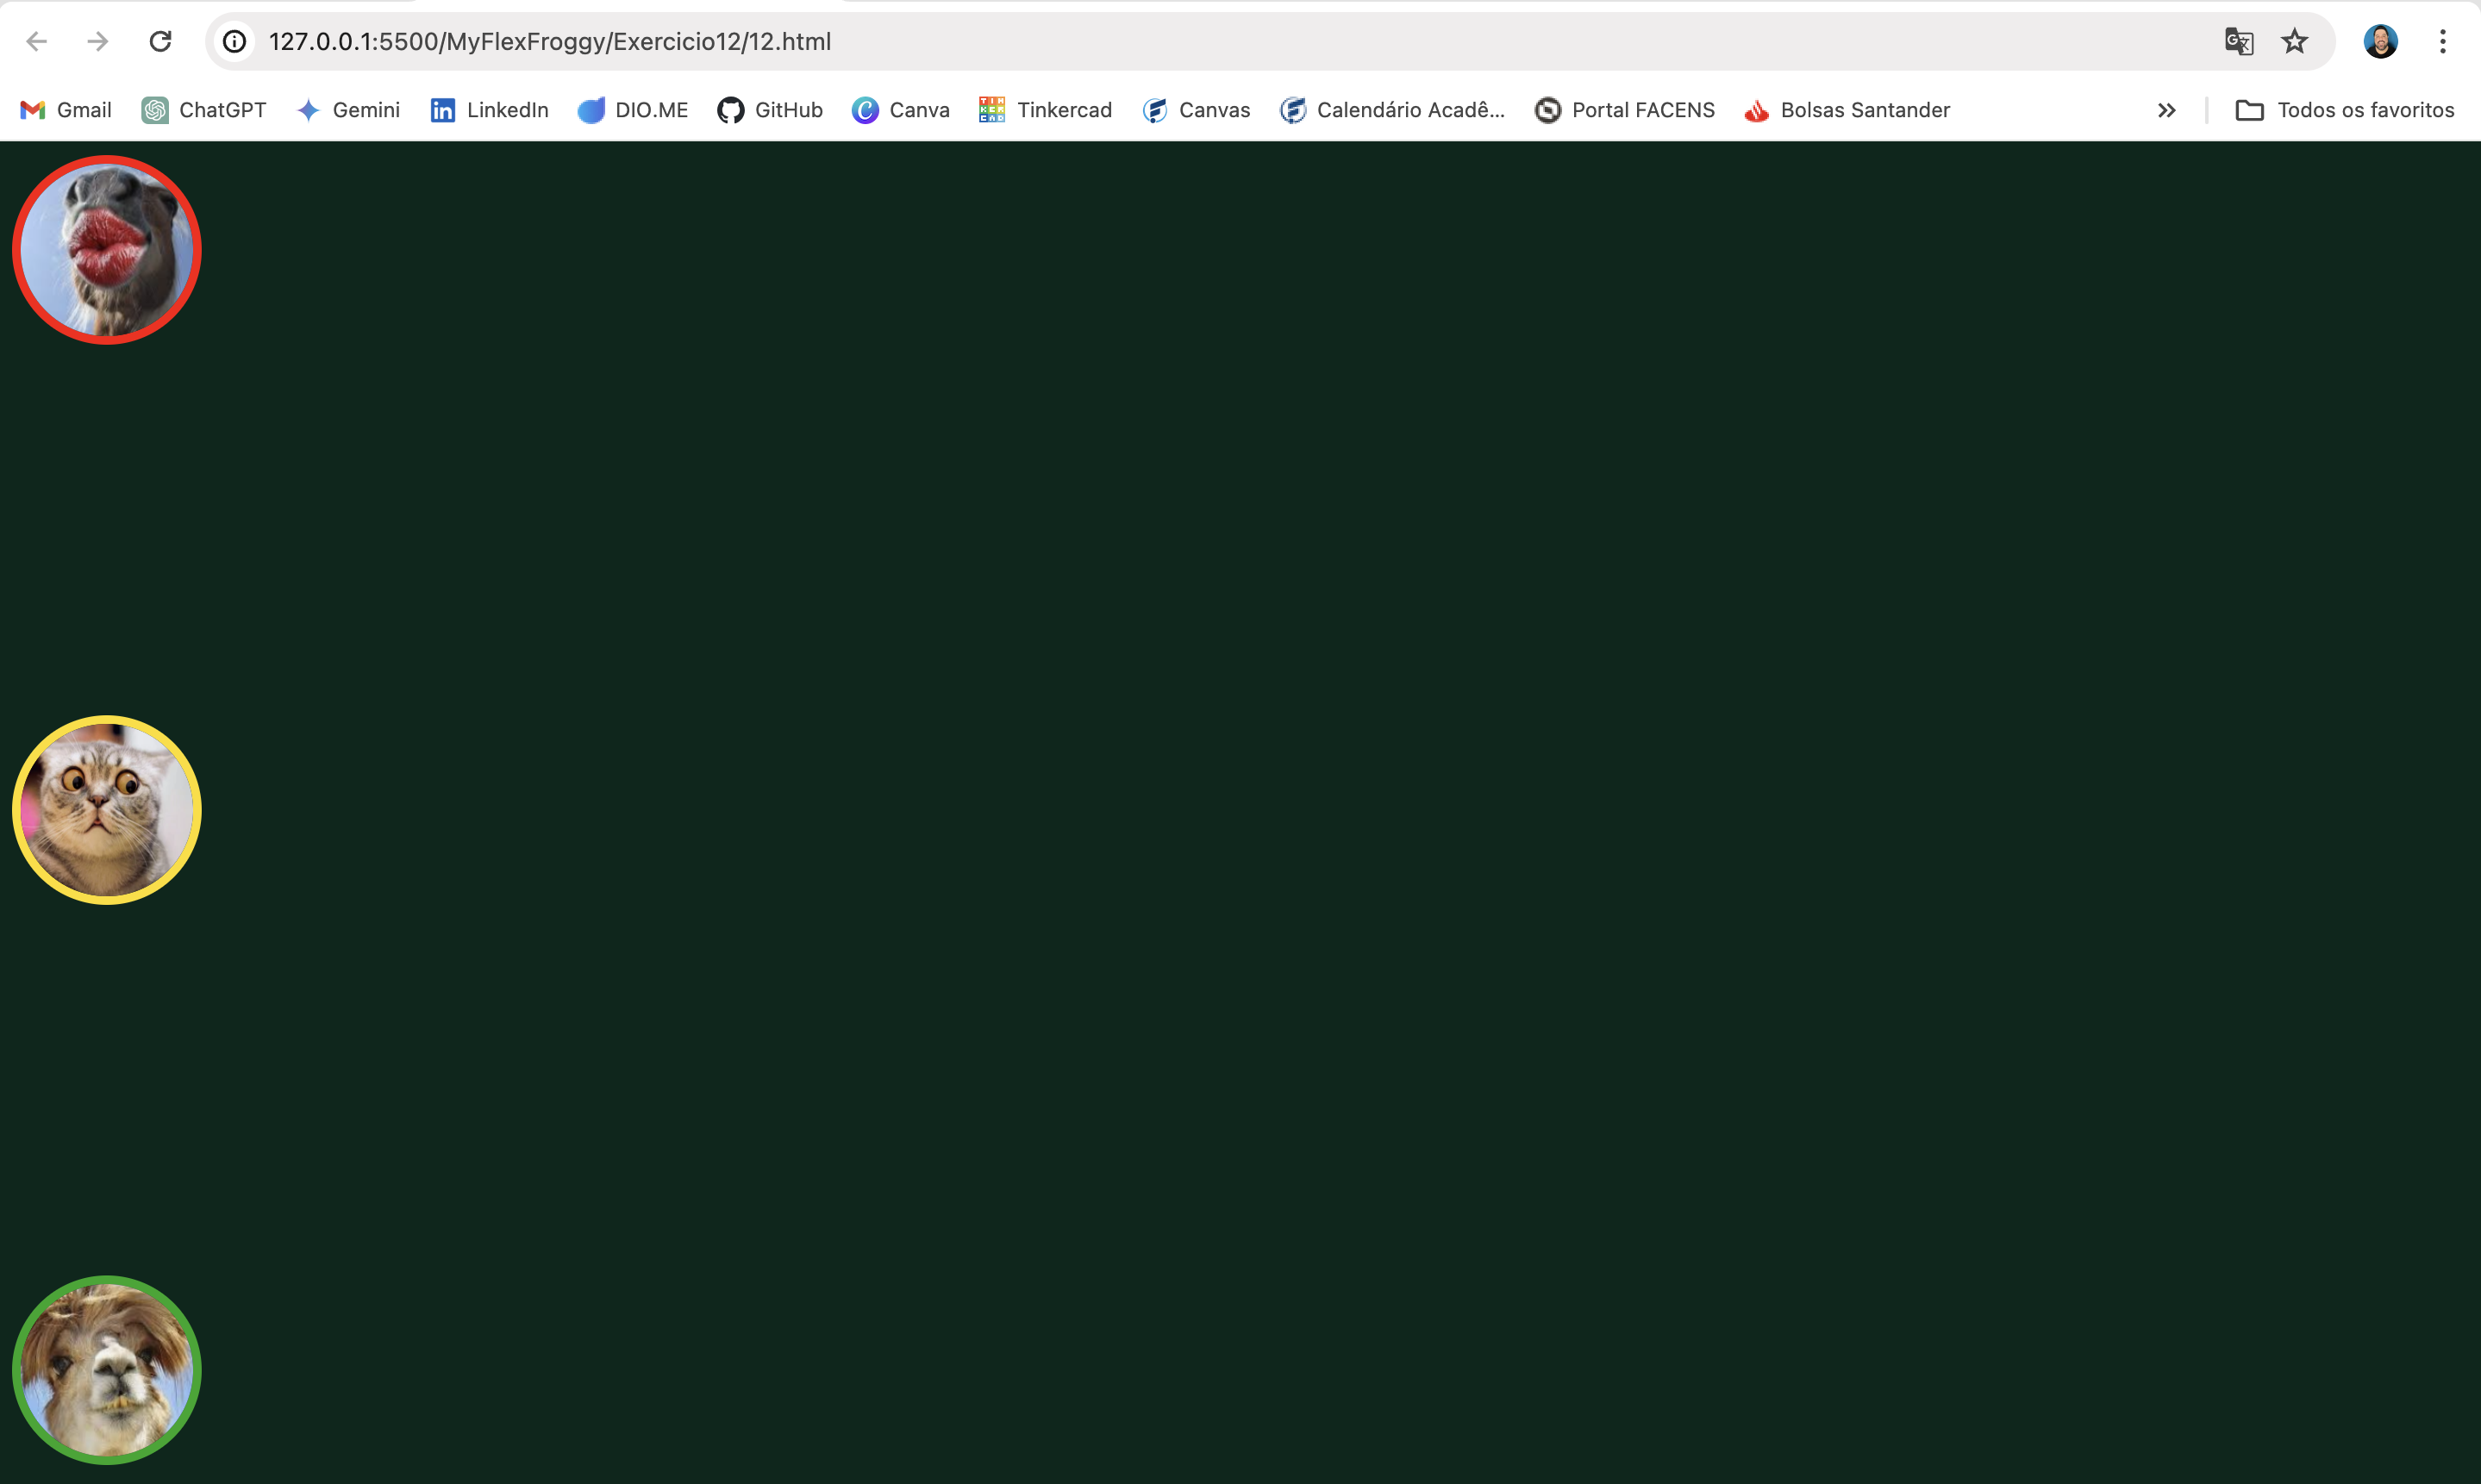 127.0.0.1:5500/MyFlexFroggy/Exercicio12/12.html
Gmail ChatGPT Gemini LinkedIn DIO.ME GitHub Canva Tinkercad Canvas Calendário Acadê... Portal FACENS Bolsas Santander Todos os favoritos